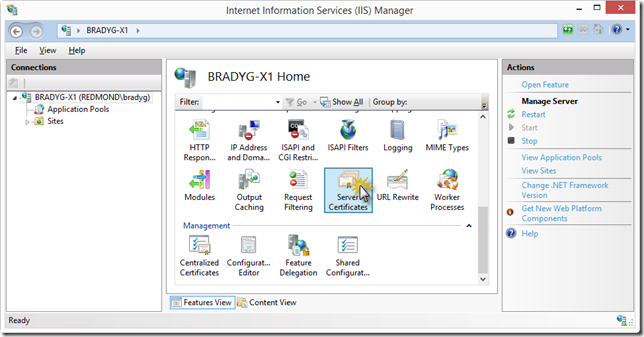 Internet Information Services (IIS) Manager
BRADYG-X1
File View Help
Connections
BRADYG-X1 (REDMOND\bradyg)
Application Pools
Sites
BRADYG-X1 Home
Filter: Go Show All Group by:
HTTP Respon... IP Address and Doma... ISAPI and CGI Restri... ISAPI Filters Logging MIME Types
Modules Output Caching Request Filtering Server Certificates URL Rewrite Worker Processes
Management
Centralized Certificates Configurat... Editor Feature Delegation Shared Configurat...
Features View Content View
Actions
Open Feature
Manage Server
Restart
Start
Stop
View Application Pools
View Sites
Change .NET Framework
Version
Get New Web Platform
Components
Help
Ready